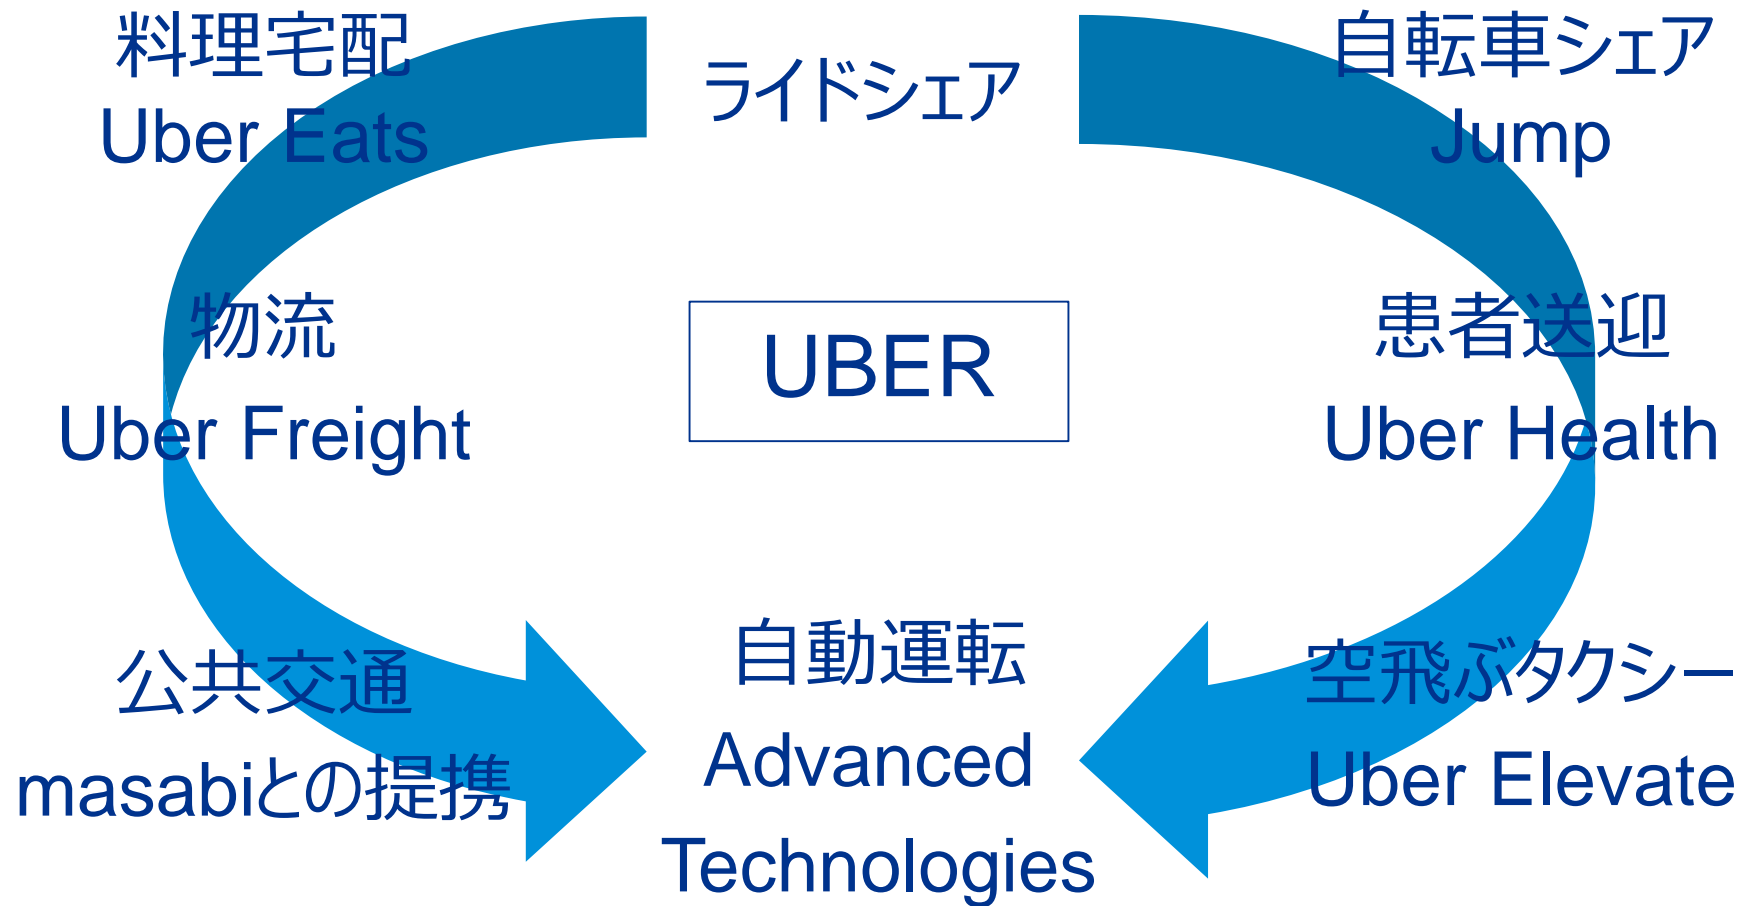 料理宅配
Uber Eats
ライドシェア
自転車シェア
Jump
物流
Uber Freight
UBER
患者送迎
Uber Health
公共交通
masabiとの提携
自動運転
Advanced
Technologies
空飛ぶタクシー
Uber Elevate